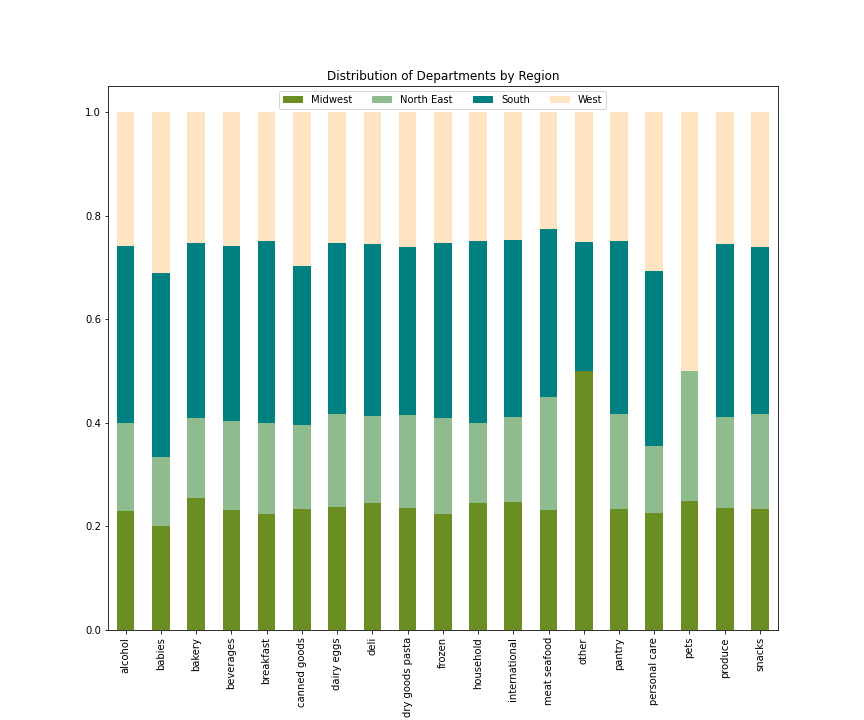 Distribution of Departments by Region
Midwest North East South West
1.0
0.8
0.6
0.4
0.2
0.0
alcohol
babies
bakery
beverages
breakfast
canned goods
dairy eggs
deli
dry goods pasta
frozen
household
international
meat seafood
other
pantry
personal care
pets
produce
snacks